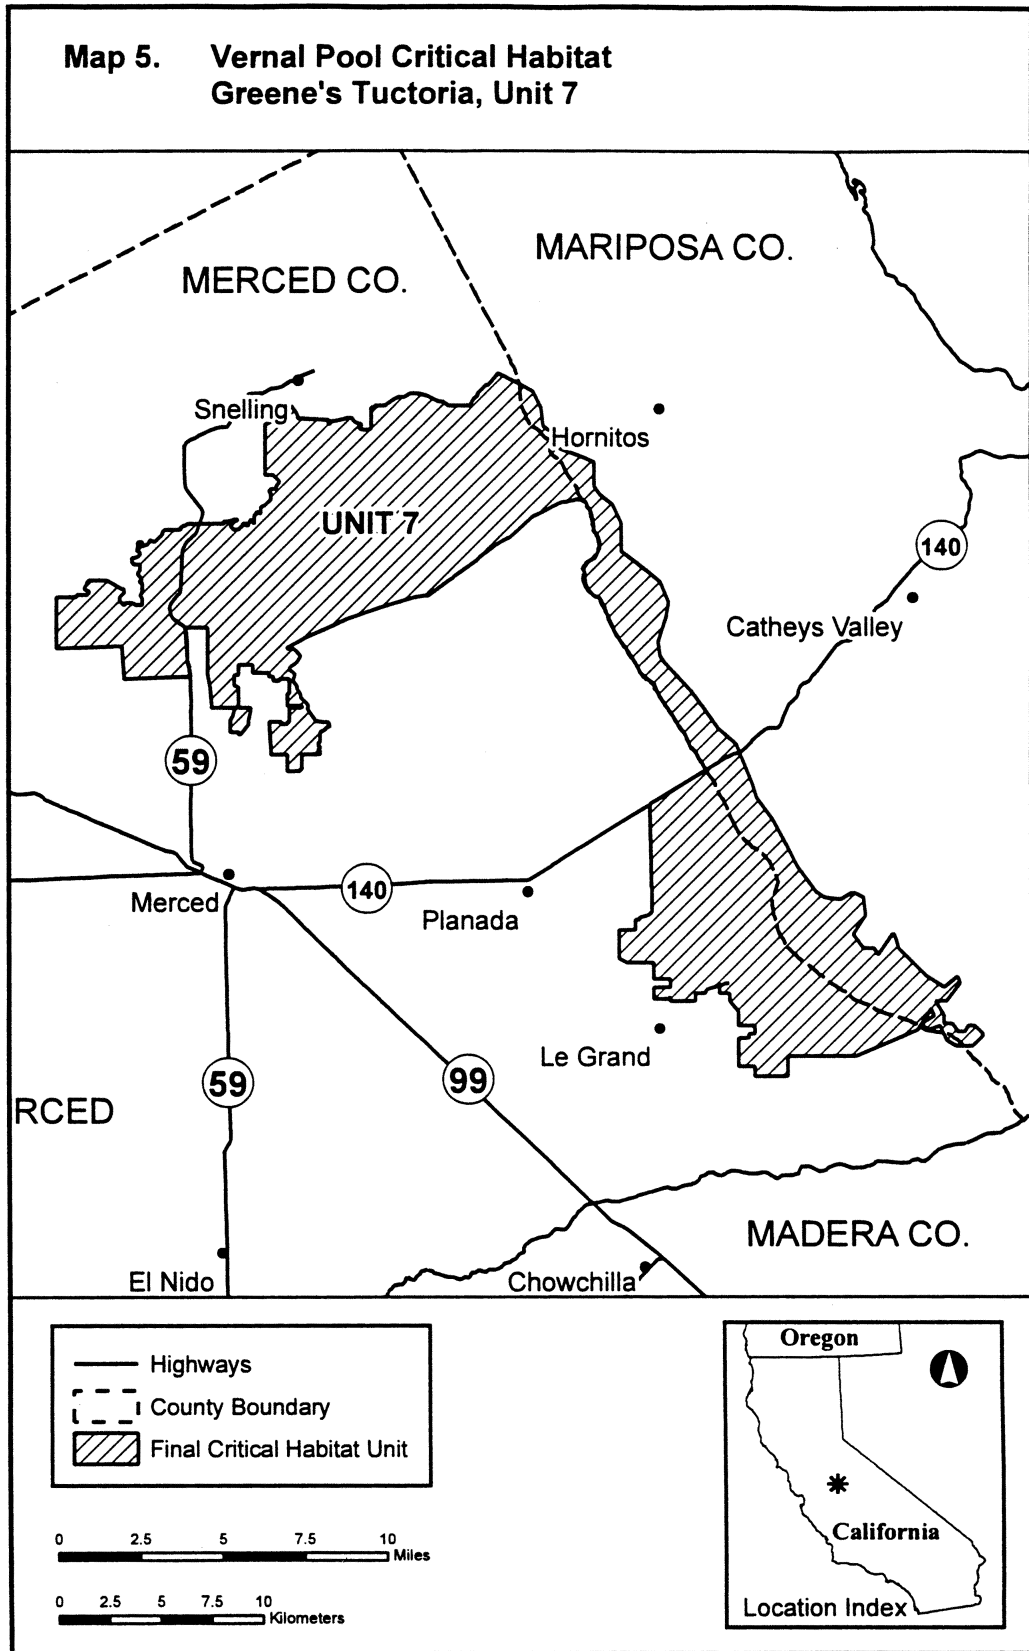 Map 5. Vernal Pool Critical Habitat
Greene's Tuctoria, Unit 7
MARIPOSA CO.
MERCED CO.
Snelling
Hornitos
UNIT 7
140
Catheys Valley
59
Merced
140
Planada
Le Grand
59
99
RCED
MADERA CO.
El Nido
Chowchilla
Highways
County Boundary
Final Critical Habitat Unit
0 2.5 5 7.5 10
Miles
0 2.5 5 7.5 10
Kilometers
Oregon
California
Location Index